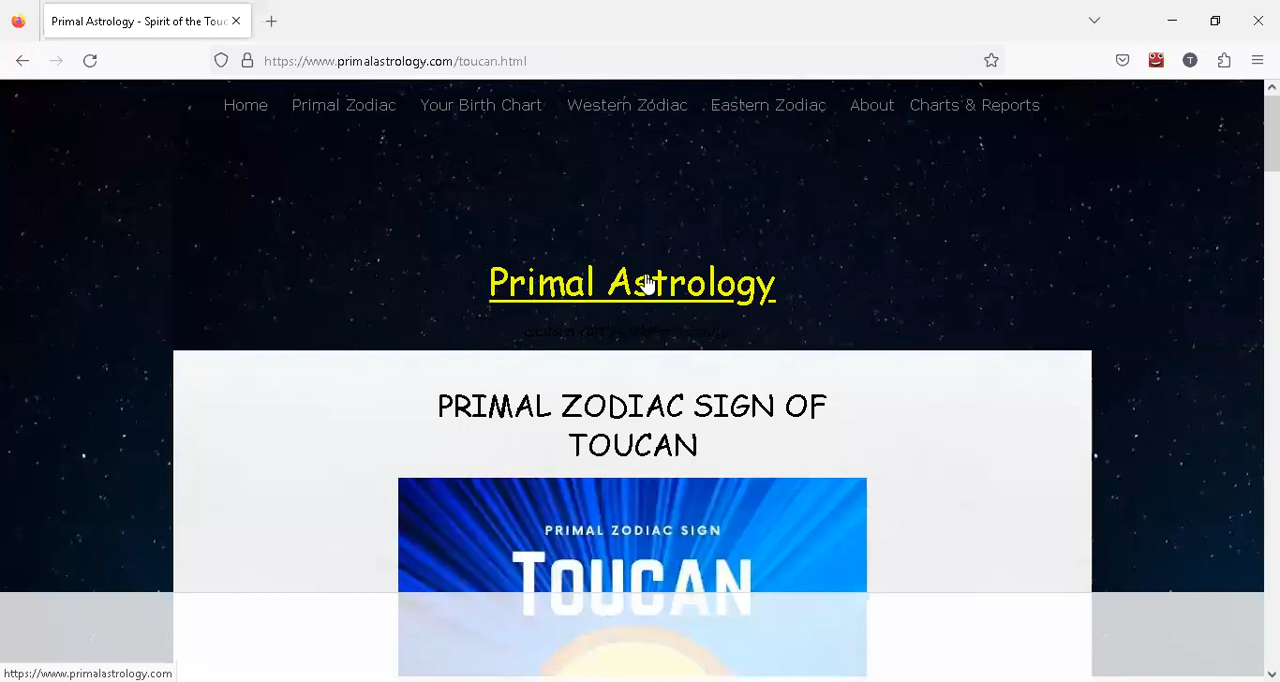 Primal Astrology - Spirit of the Touc
https://www.primalastrology.com/toucan.html
T
Home Primal Zodiac Your Birth Chart Western Zodiac Eastern Zodiac About Charts & Reports
Primal Astrology
PRIMAL ZODIAC SIGN OF
TOUCAN
PRIMAL ZODIAC SIGN
TOUCAN
https://www.primalastrology.com